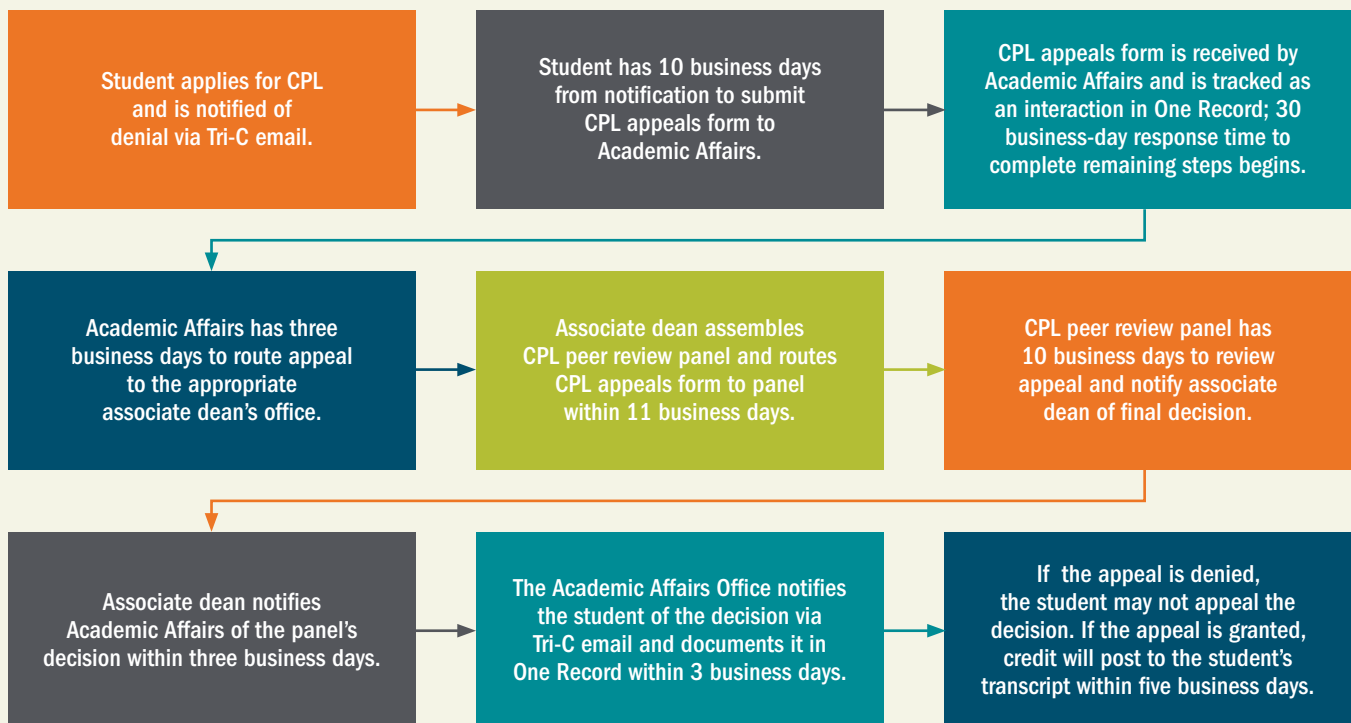 Student applies for CPL
and is notified of
denial via Tri-C email.
Student has 10 business days
from notification to submit
CPL appeals form to
Academic Affairs.
CPL appeals form is received by
Academic Affairs and is tracked as
an interaction in One Record; 30
business-day response time to
complete remaining steps begins.
Academic Affairs has three
business days to route appeal
to the appropriate
associate dean’s office.
Associate dean assembles
CPL peer review panel and routes
CPL appeals form to panel
within 11 business days.
CPL peer review panel has
10 business days to review
appeal and notify associate
dean of final decision.
Associate dean notifies
Academic Affairs of the panel’s
decision within three business days.
The Academic Affairs Office notifies
the student of the decision via
Tri-C email and documents it in
One Record within 3 business days.
If the appeal is denied,
the student may not appeal the
decision. If the appeal is granted,
credit will post to the student’s
transcript within five business days.